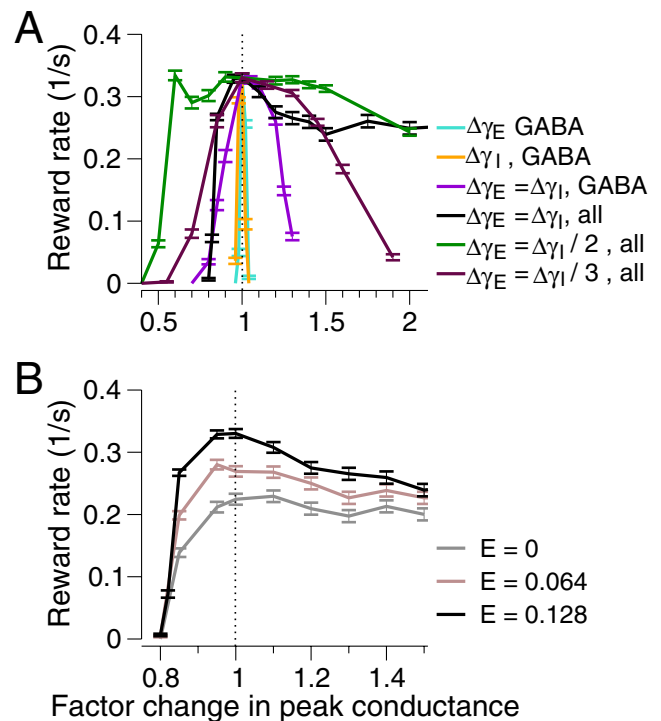 A
Reward rate (1/s)
0.4
0.3
0.2
0.1
0
0.5 1 1.5 2
ΔγE GABA
ΔγI , GABA
ΔγE = ΔγI, GABA
ΔγE = ΔγI, all
ΔγE = ΔγI / 2 , all
ΔγE = ΔγI / 3 , all
B
Reward rate (1/s)
0.4
0.3
0.2
0.1
0
0.8 1 1.2 1.4
E = 0
E = 0.064
E = 0.128
Factor change in peak conductance